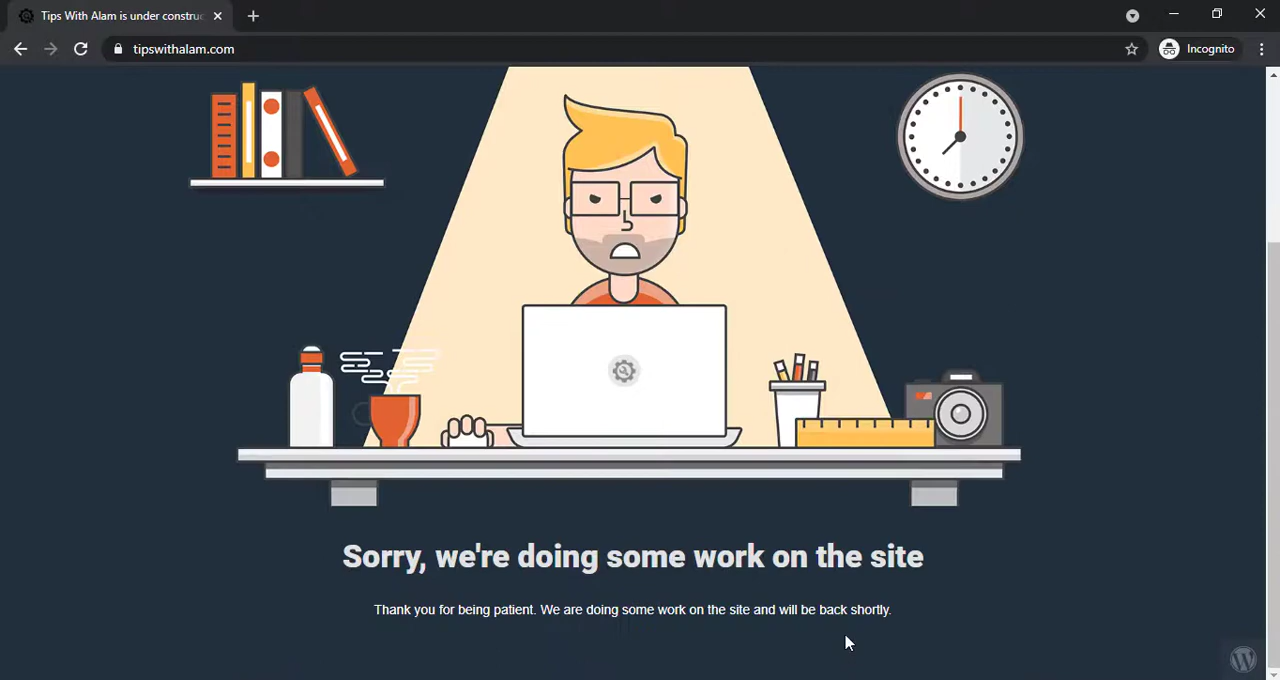 Tips With Alam is under construc
tipswithalam.com
Incognito
Sorry, we're doing some work on the site
Thank you for being patient. We are doing some work on the site and will be back shortly.